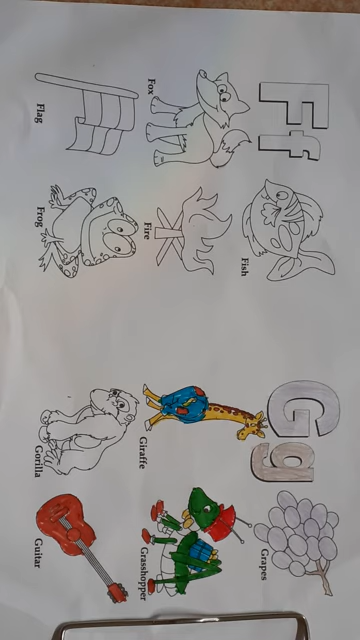 Ff
Fish
Fox
Fire
Flag
Frog
Gg
Grapes
Giraffe
Grasshopper
Gorilla
Guitar